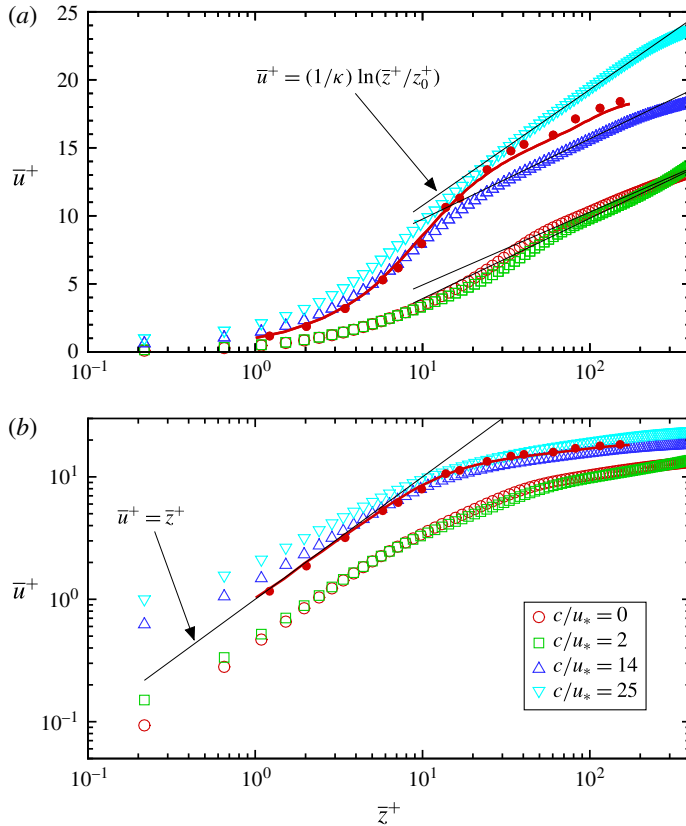 (a)
25
20
15
10
5
0
u̅⁺
u̅⁺ = (1/κ) ln(z̅⁺/z₀⁺)
10⁻¹ 10⁰ 10¹ 10²
(b)
10¹
10⁰
10⁻¹
u̅⁺
u̅⁺ = z̅⁺
c/u* = 0
c/u* = 2
c/u* = 14
c/u* = 25
10⁻¹ 10⁰ 10¹ 10²
z̅⁺